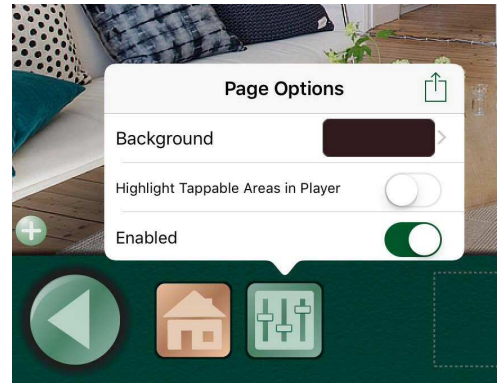 Page Options
Background
Highlight Tappable Areas in Player
Enabled